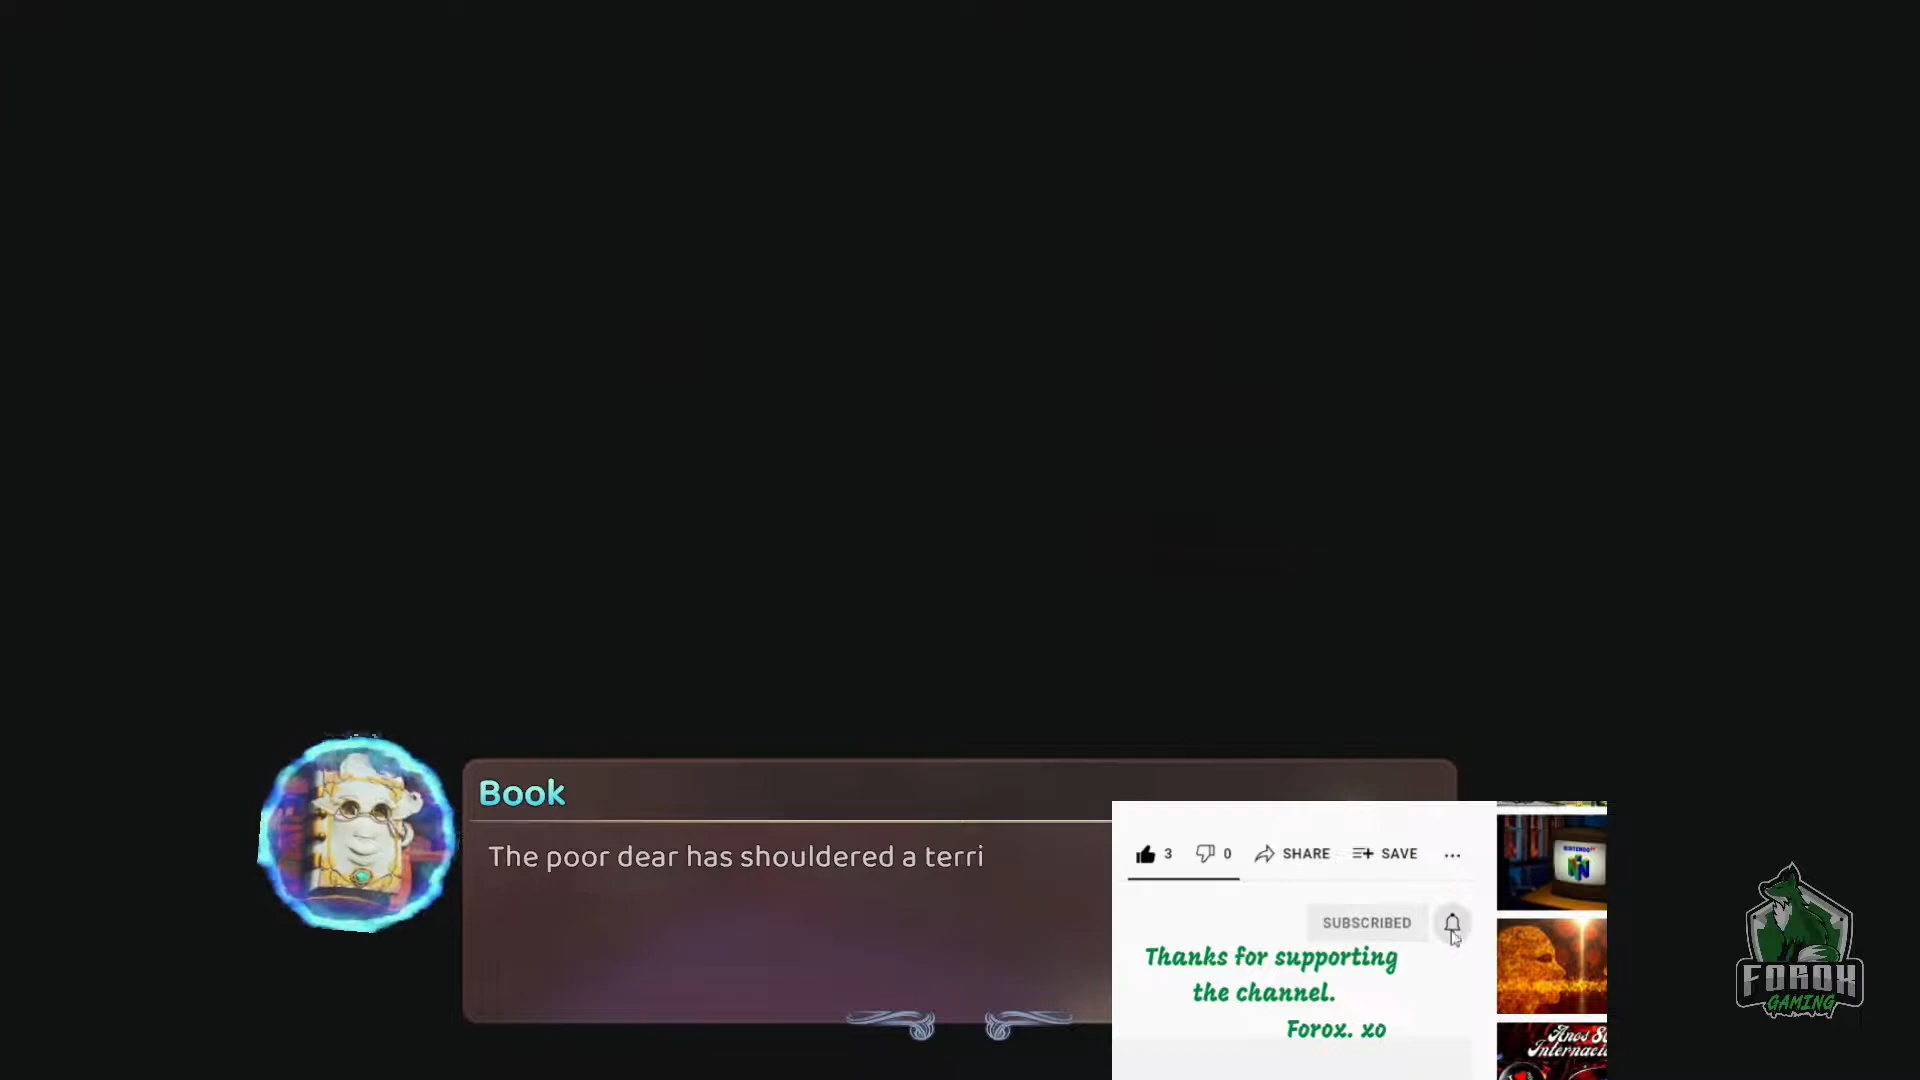 Book
The poor dear has shouldered a terri
3
0
SHARE
SAVE
...
SUBSCRIBED
Thanks for supporting
the channel.
Forox. xo
NINTENDO
FOROX
GAMING